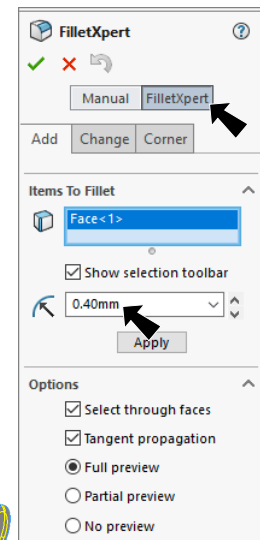 FilletXpert
Manual FilletXpert
Add Change Corner
Items To Fillet
Face<1>
Show selection toolbar
0.40mm
Apply
Options
Select through faces
Tangent propagation
Full preview
Partial preview
No preview